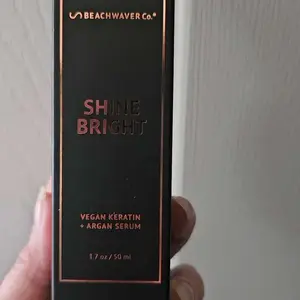 BEACHWAVER Co.®
SHINE
BRIGHT
VEGAN KERATIN
+ ARGAN SERUM
1.7 oz / 50 ml